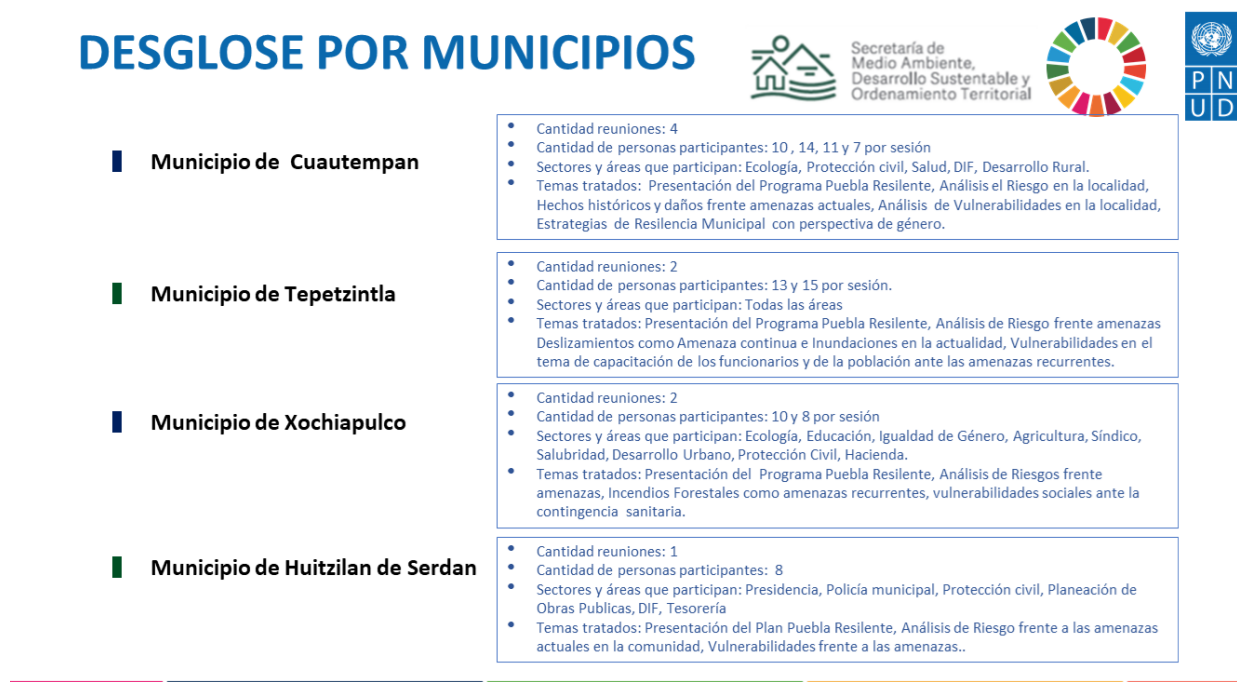 DESGLOSE POR MUNICIPIOS
Secretaría de
Medio Ambiente,
Desarrollo Sustentable y
Ordenamiento Territorial
P N
U D
Municipio de Cuautempan
• Cantidad reuniones: 4
• Cantidad de personas participantes: 10 , 14, 11 y 7 por sesión
• Sectores y áreas que participan: Ecología, Protección civil, Salud, DIF, Desarrollo Rural.
• Temas tratados: Presentación del Programa Puebla Resilente, Análisis el Riesgo en la localidad,
Hechos históricos y daños frente amenazas actuales, Análisis de Vulnerabilidades en la localidad,
Estrategias de Resilencia Municipal con perspectiva de género.
Municipio de Tepetzintla
• Cantidad reuniones: 2
• Cantidad de personas participantes: 13 y 15 por sesión.
• Sectores y áreas que participan: Todas las áreas
• Temas tratados: Presentación del Programa Puebla Resilente, Análisis de Riesgo frente amenazas
Deslizamientos como Amenaza continua e Inundaciones en la actualidad, Vulnerabilidades en el
tema de capacitación de los funcionarios y de la población ante las amenazas recurrentes.
Municipio de Xochiapulco
• Cantidad reuniones: 2
• Cantidad de personas participantes: 10 y 8 por sesión
• Sectores y áreas que participan: Ecología, Educación, Igualdad de Género, Agricultura, Síndico,
Salubridad, Desarrollo Urbano, Protección Civil, Hacienda.
• Temas tratados: Presentación del Programa Puebla Resilente, Análisis de Riesgos frente
amenazas, Incendios Forestales como amenazas recurrentes, vulnerabilidades sociales ante la
contingencia sanitaria.
Municipio de Huitzilan de Serdan
• Cantidad reuniones: 1
• Cantidad de personas participantes: 8
• Sectores y áreas que participan: Presidencia, Policía municipal, Protección civil, Planeación de
Obras Publicas, DIF, Tesorería
• Temas tratados: Presentación del Plan Puebla Resilente, Análisis de Riesgo frente a las amenazas
actuales en la comunidad, Vulnerabilidades frente a las amenazas..